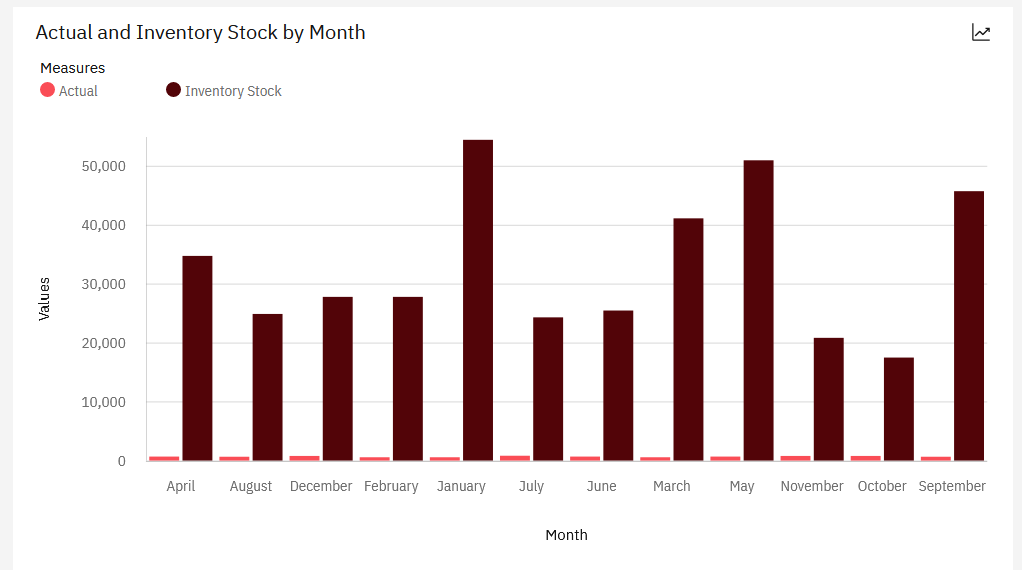 Actual and Inventory Stock by Month
Measures
Actual Inventory Stock
50,000
40,000
30,000
20,000
10,000
0
Values
April August December February January July June March May November October September
Month